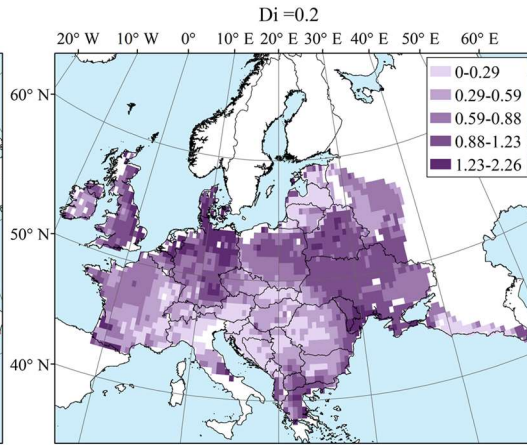 Di =0.2
20° W 10° W 0° 10° E 20° E 30° E 40° E 50° E 60° E
0-0.29
0.29-0.59
0.59-0.88
0.88-1.23
1.23-2.26
60° N
50° N
40° N